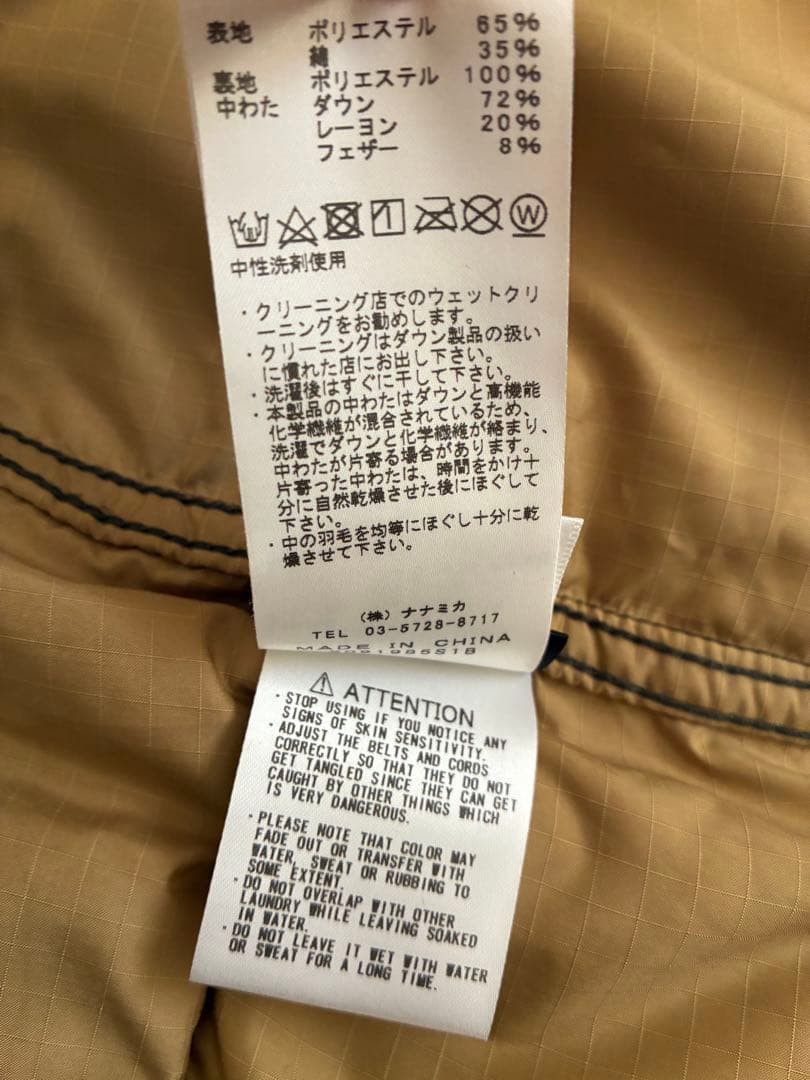 表地 ポリエステル 65%
綿 35%
裏地 ポリエステル 100%
中わた ダウン 72%
レーヨン 20%
フェザー 8%
W
中性洗剤使用
・クリーニング店でのウェットクリ
ーニングをお勧めします。
・クリーニングはダウン製品の扱い
に慣れた店にお出し下さい。
・洗濯後はすぐに干して下さい。
・本製品の中わたはダウンと高機能
化学繊維が混合されているため、
洗濯でダウンと化学繊維が絡まり、
中わたが片寄る場合があります。
片寄った中わたは、時間をかけ十
分に自然乾燥させた後にほぐして
下さい。
・中の羽毛を均等にほぐし十分に乾
燥させて下さい。
(株) ナナミカ
TEL 03-5728-8717
MADE IN CHINA
⚠ ATTENTION
・STOP USING IF YOU NOTICE ANY
SIGNS OF SKIN SENSITIVITY.
・ADJUST THE BELTS AND CORDS
CORRECTLY SO THAT THEY DO NOT
GET TANGLED SINCE THEY CAN GET
CAUGHT BY OTHER THINGS WHICH
IS VERY DANGEROUS.
・PLEASE NOTE THAT COLOR MAY
FADE OUT OR TRANSFER WITH
WATER, SWEAT OR RUBBING TO
SOME EXTENT.
・DO NOT OVERLAP WITH OTHER
LAUNDRY WHILE LEAVING SOAKED
IN WATER.
・DO NOT LEAVE IT WET WITH WATER
OR SWEAT FOR A LONG TIME.